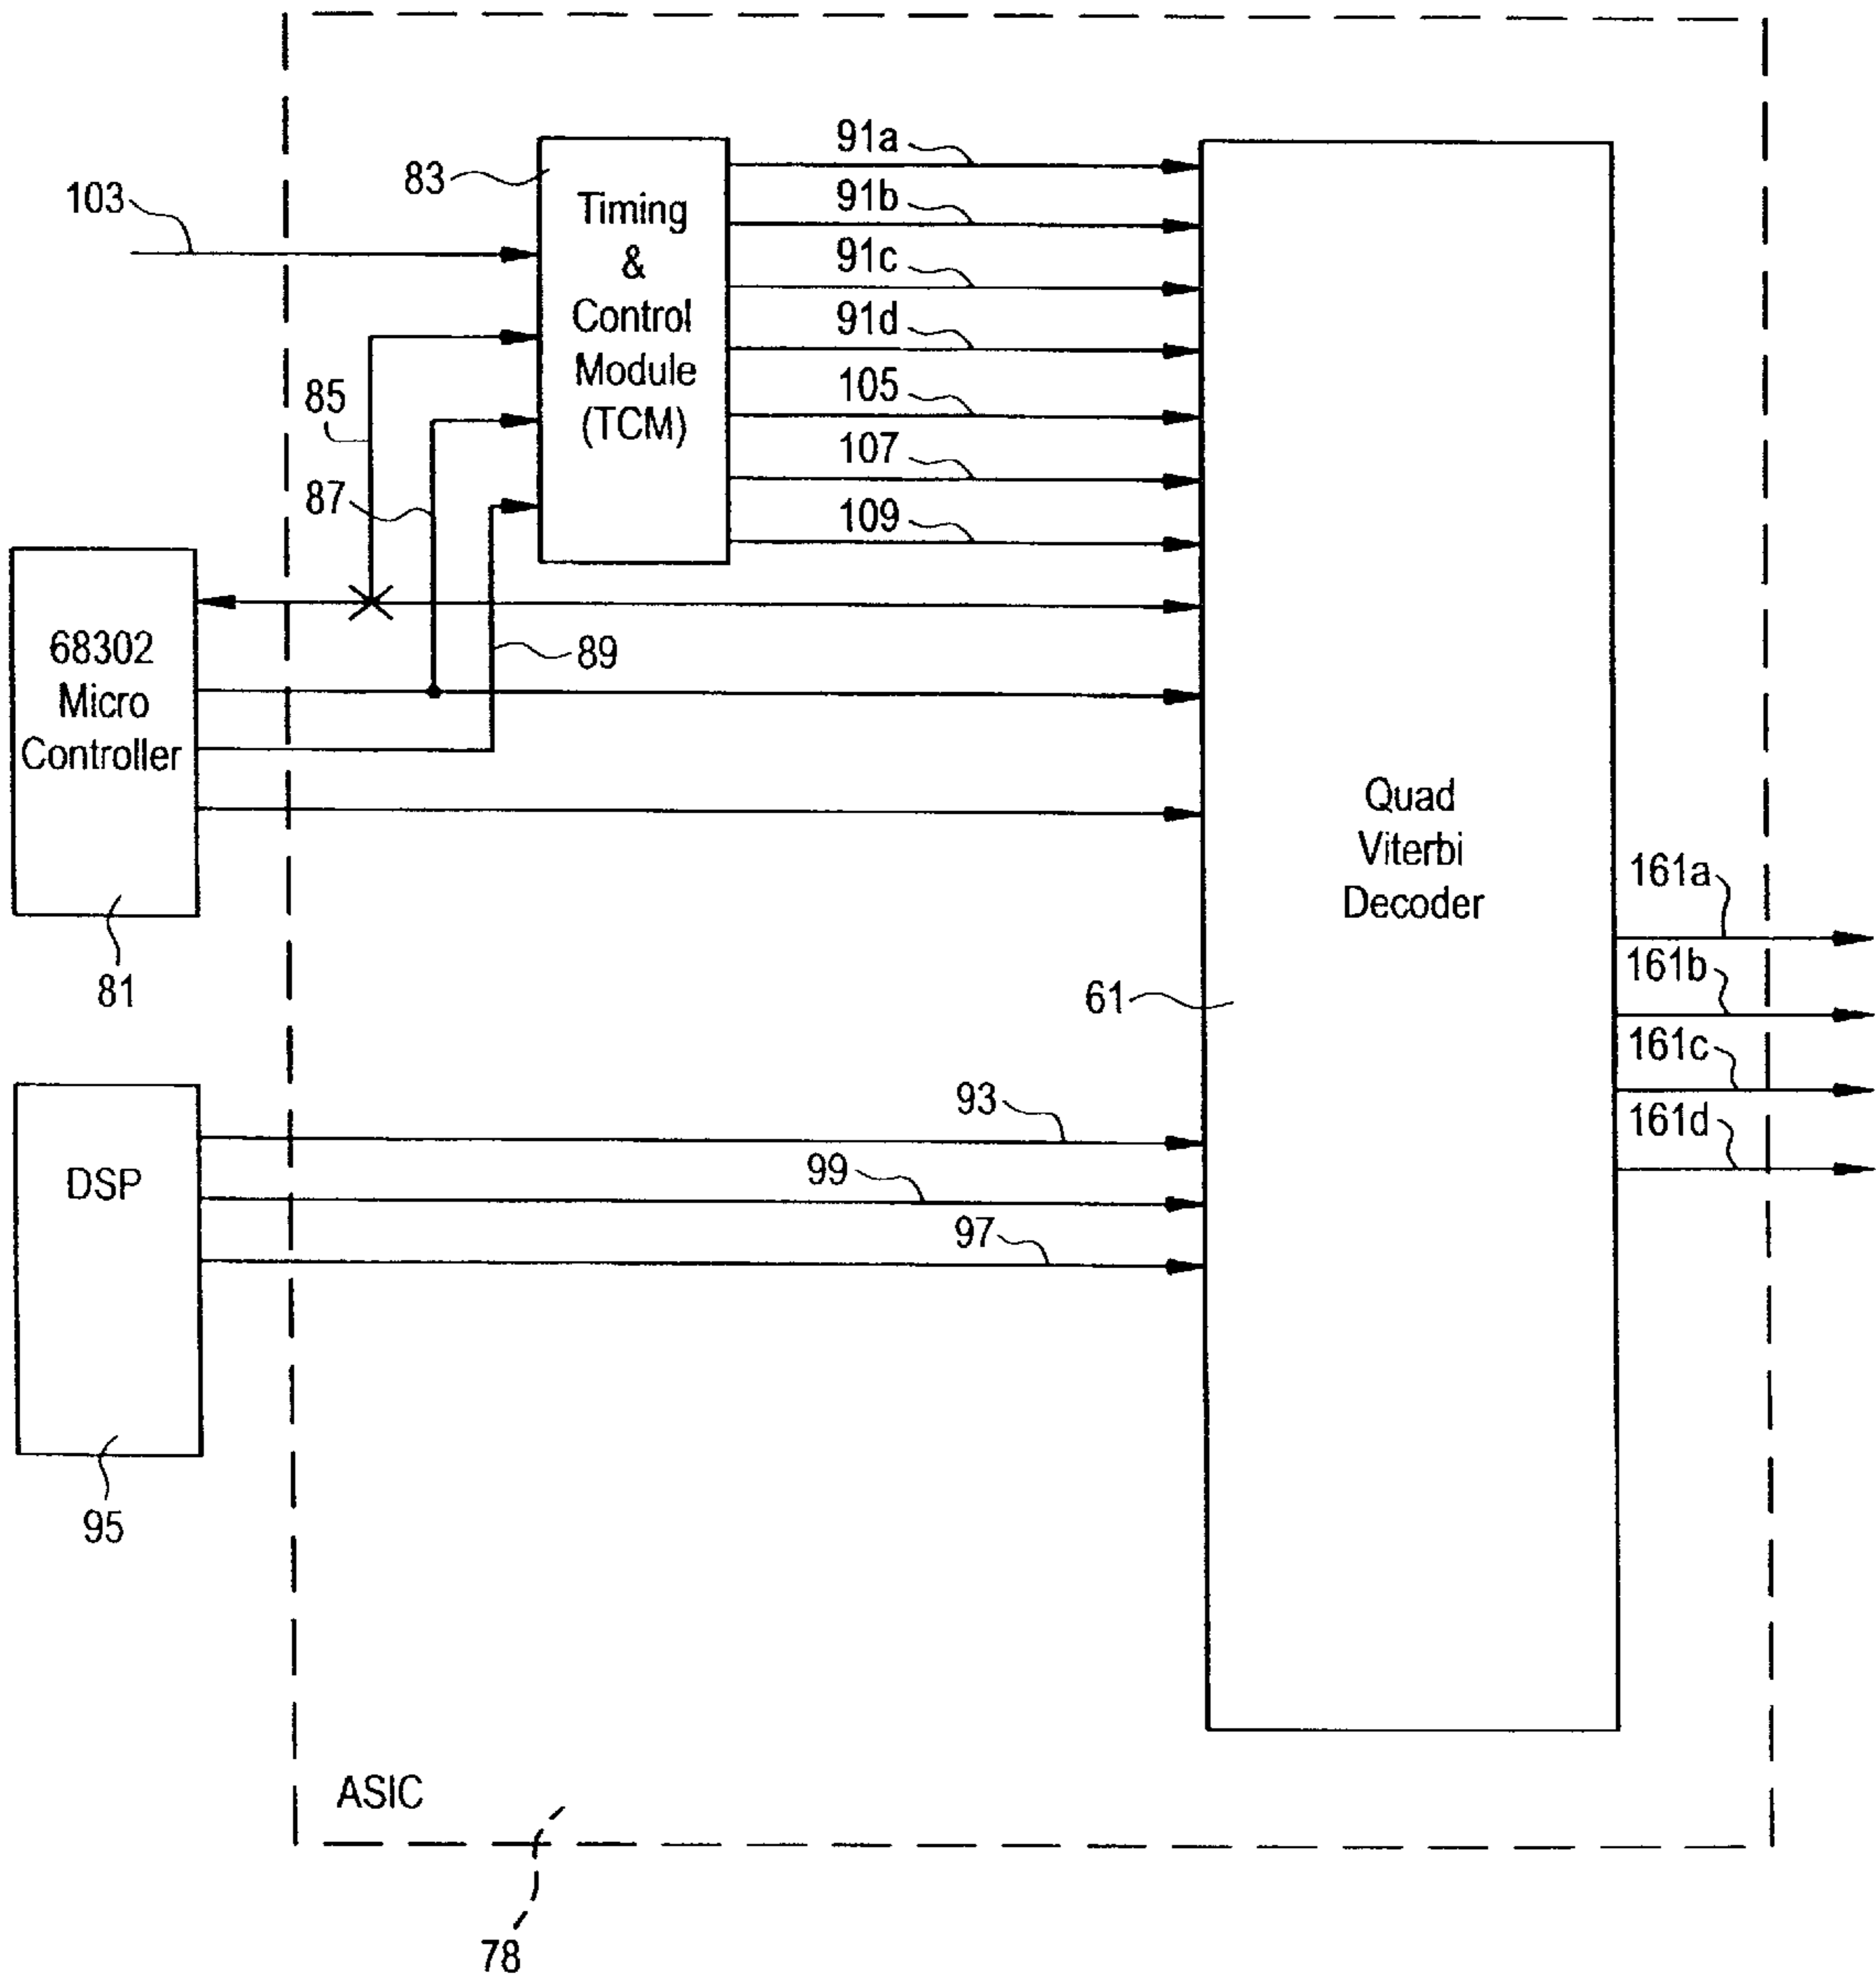 91a
83
Timing
&
Control
Module
(TCM)
103
91b
91c
91d
85
105
107
87
109
89
68302
Micro
Controller
81
Quad
Viterbi
Decoder
61
161a
161b
161c
161d
93
DSP
99
97
95
ASIC
78